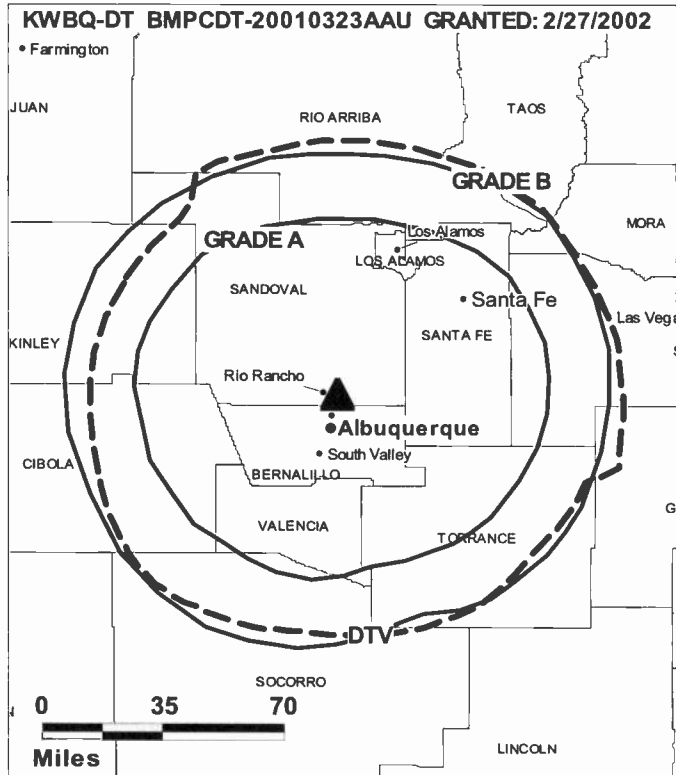 KWBQ-DT BMPCDT-20010323AAU GRANTED: 2/27/2002
Farmington
JUAN
TAOS
RIO ARRIBA
GRADE B
MORA
GRADE A
Los Alamos
LOS ALAMOS
SANDOVAL
Santa Fe
Las Vega
SANTA FE
KINLEY
S
Rio Rancho
Albuquerque
South Valley
CIBOLA
BERNALILLO
G
VALENCIA
TORRANCE
DTV
SOCORRO
0 35 70
Miles
LINCOLN